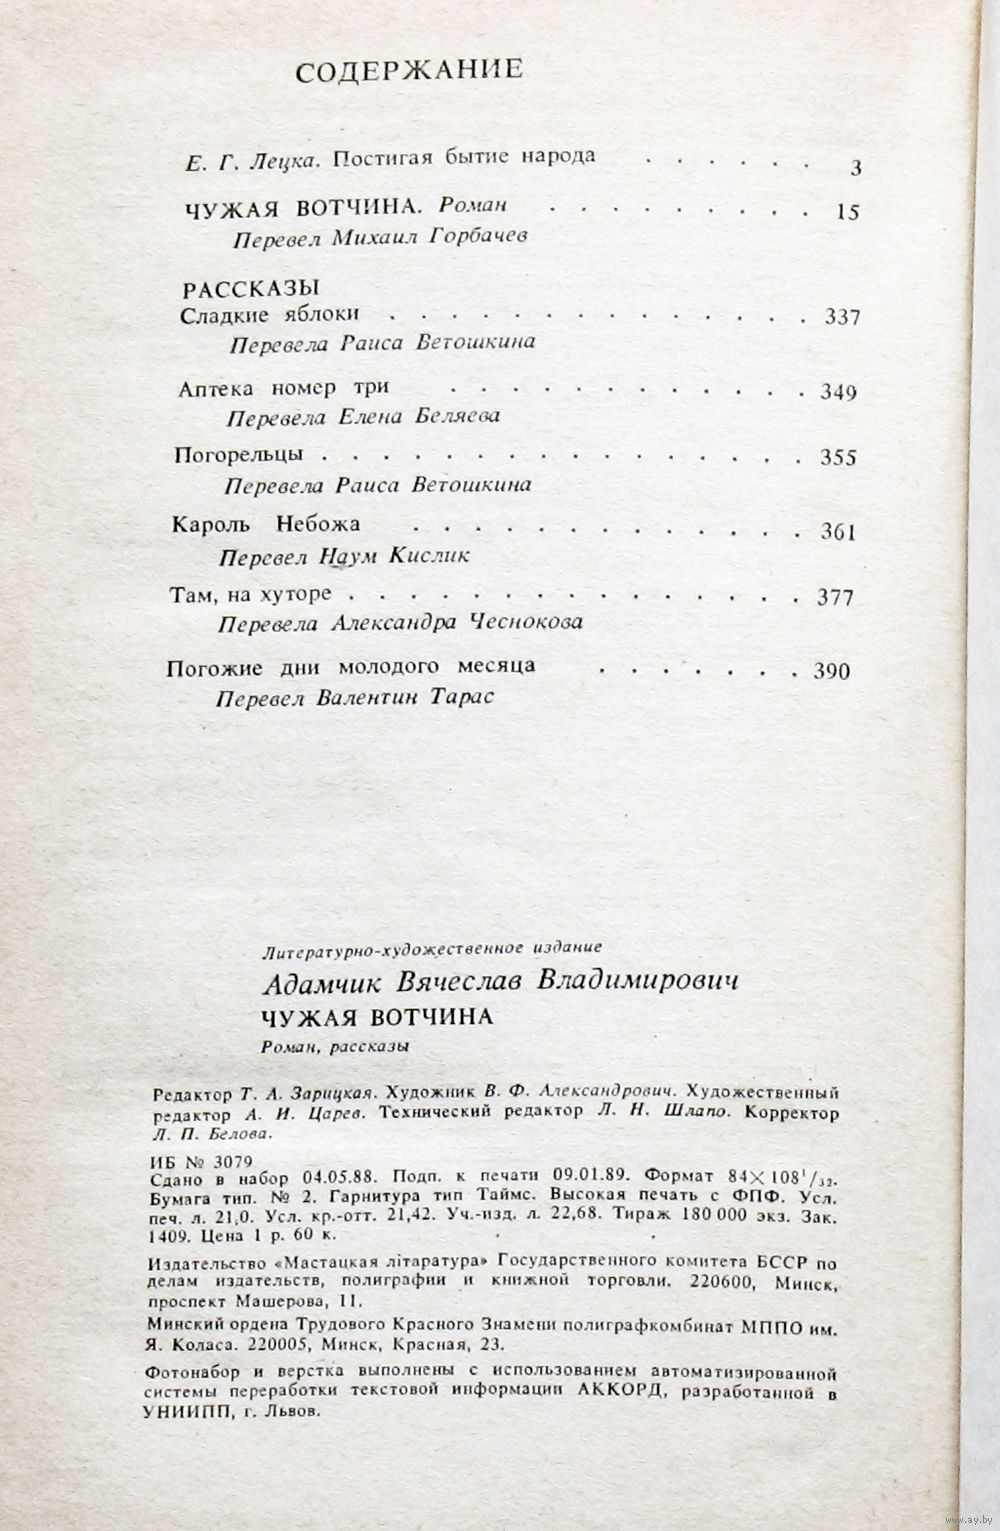 СОДЕРЖАНИЕ
Е. Г. Лецка. Постигая бытие народа . . . . . . 3
ЧУЖАЯ ВОТЧИНА. Роман . . . . . . . . . 15
Перевел Михаил Горбачев
РАССКАЗЫ
Сладкие яблоки . . . . . . . . . . . . . . 337
Перевела Раиса Ветошкина
Аптека номер три . . . . . . . . . . . . 349
Перевела Елена Беляева
Погорельцы . . . . . . . . . . . . . . . . 355
Перевела Раиса Ветошкина
Кароль Небожа . . . . . . . . . . . . . 361
Перевел Наум Кислик
Там, на хуторе . . . . . . . . . . . . . . . 377
Перевела Александра Чеснокова
Погожие дни молодого месяца . . . . . . . 390
Перевел Валентин Тарас
Литературно-художественное издание
Адамчик Вячеслав Владимирович
ЧУЖАЯ ВОТЧИНА
Роман, рассказы
Редактор Т. А. Зарицкая. Художник В. Ф. Александрович. Художественный
редактор А. И. Царев. Технический редактор Л. Н. Шлапо. Корректор
Л. П. Белова.
ИБ № 3079
Сдано в набор 04.05.88. Подп. к печати 09.01.89. Формат 84×108¹/₃₂.
Бумага тип. № 2. Гарнитура тип Таймс. Высокая печать с ФПФ. Усл.
печ. л. 21,0. Усл. кр.-отт. 21,42. Уч.-изд. л. 22,68. Тираж 180 000 экз. Зак.
1409. Цена 1 р. 60 к.
Издательство «Мастацкая літаратура» Государственного комитета БССР по
делам издательств, полиграфии и книжной торговли. 220600, Минск,
проспект Машерова, 11.
Минский ордена Трудового Красного Знамени полиграфкомбинат МППО им.
Я. Коласа. 220005, Минск, Красная, 23.
Фотонабор и верстка выполнены с использованием автоматизированной
системы переработки текстовой информации АККОРД, разработанной в
УНИИПП, г. Львов.
www.ay.by